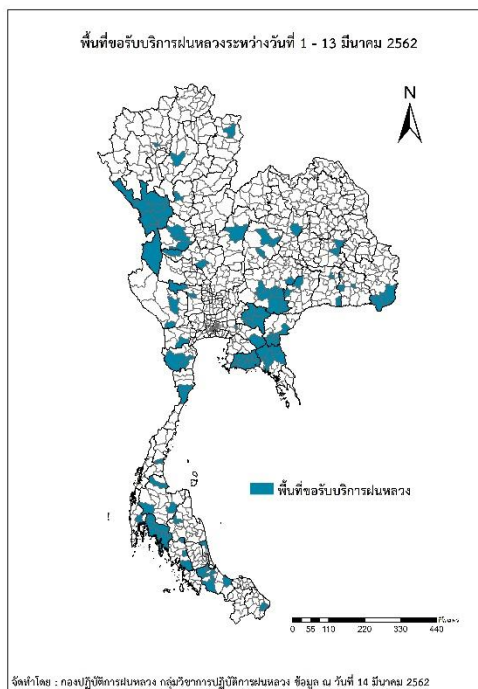 พื้นที่ขอรับบริการฝนหลวงระหว่างวันที่ 1 - 13 มีนาคม 2562
N
พื้นที่ขอรับบริการฝนหลวง
0 55 110 220 330 440
จัดทำโดย : กองปฏิบัติการฝนหลวง กลุ่มวิชาการปฏิบัติการฝนหลวง ข้อมูล ณ วันที่ 14 มีนาคม 2562